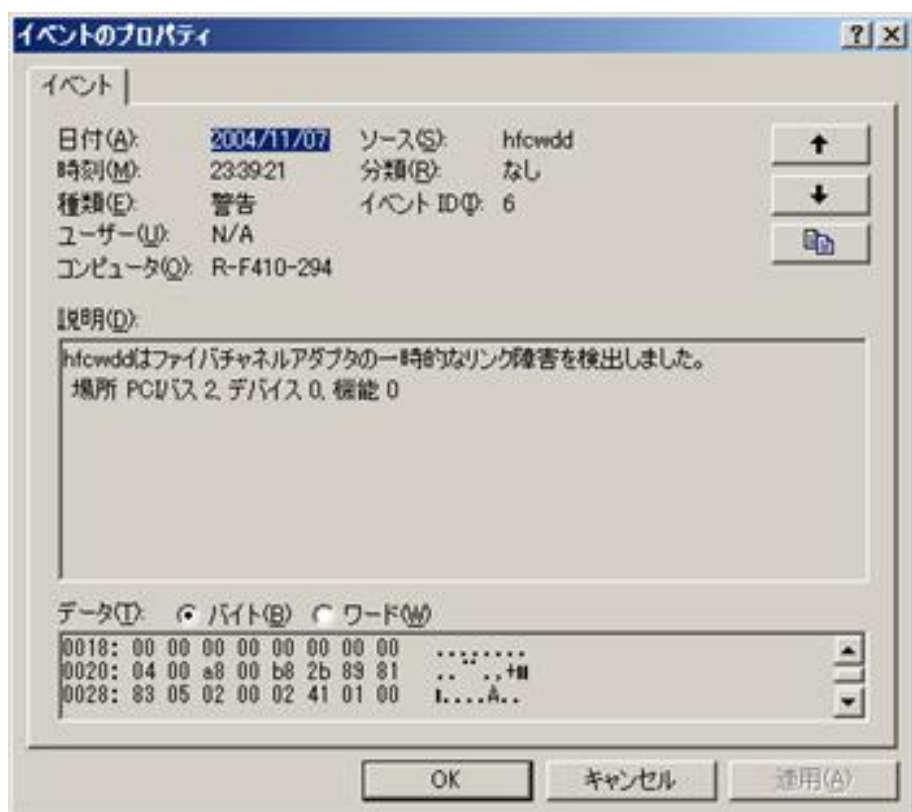 イベントのプロパティ
イベント
日付(A): 2004/11/07 ソース(S): hfcwdd
時刻(M): 23:39:21 分類(R): なし
種類(E): 警告 イベント ID(I): 6
ユーザー(U): N/A
コンピュータ(O): R-F410-294
説明(D):
hfcwddはファイバチャネルアダプタの一時的なリンク障害を検出しました。
場所 PCIバス 2, デバイス 0, 機能 0
データ(T): バイト(B) ワード(W)
0018: 00 00 00 00 00 00 00 00 ........
0020: 04 00 a8 00 b8 2b 89 81
0028: 83 05 02 00 02 41 01 00
OK キャンセル 適用(A)